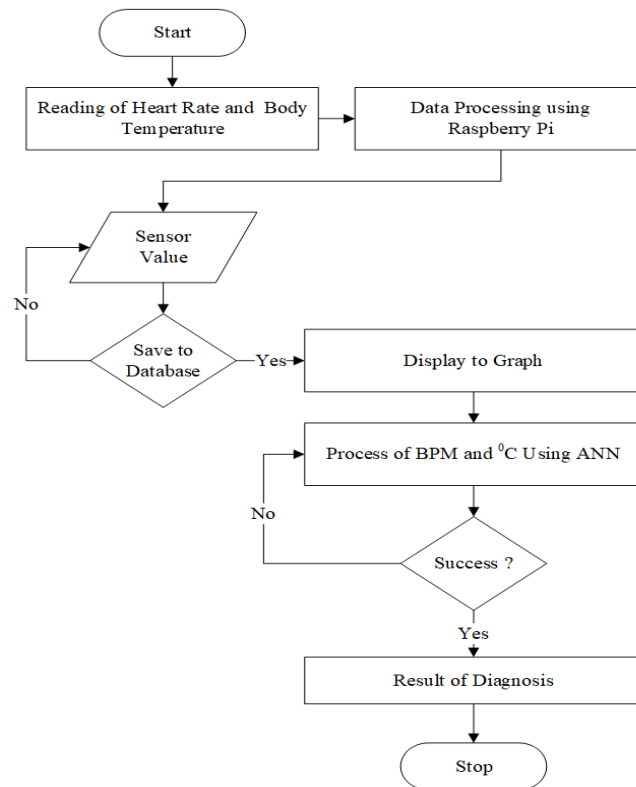 Start
Reading of Heart Rate and Body
Temperature
Data Processing using
Raspberry Pi
Sensor
Value
No
Save to
Database
Yes
Display to Graph
Process of BPM and ⁰C Using ANN
No
Success ?
Yes
Result of Diagnosis
Stop